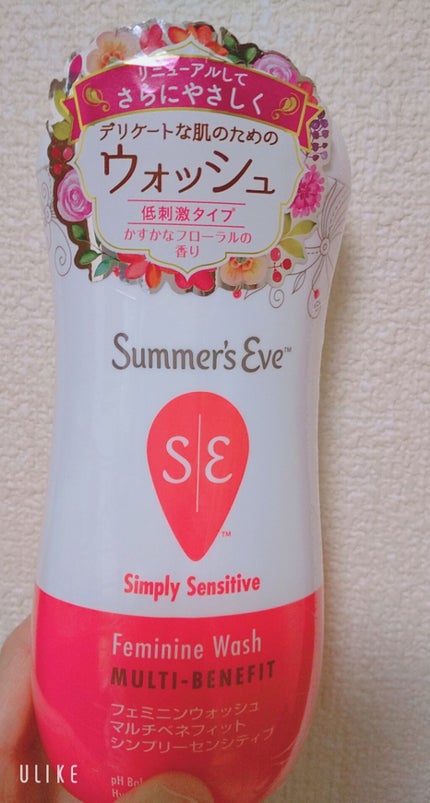 リニューアルして
さらにやさしく
デリケートな肌のための
ウォッシュ
低刺激タイプ
かすかなフローラルの
香り
Summer's Eve™
S|E
™
Simply Sensitive
Feminine Wash
MULTI-BENEFIT
フェミニンウォッシュ
マルチベネフィット
シンプリーセンシティブ
pH
ULIKE